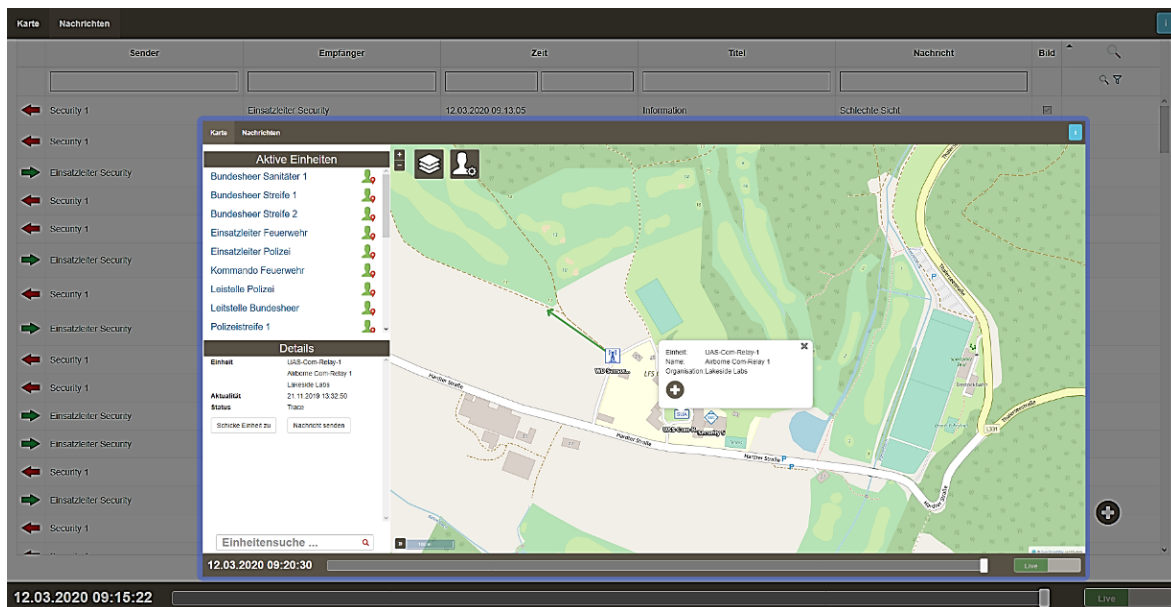 Karte Nachrichten
Sender Empfänger Zeit Titel Nachricht Bild
Security 1 Einsatzleiter Security 12.03.2020 09:13:05 Information Schlechte Sicht
Security 1
Einsatzleiter Security
Security 1
Security 1
Einsatzleiter Security
Security 1
Einsatzleiter Security
Security 1
Security 1
Einsatzleiter Security
Einsatzleiter Security
Security 1
Einsatzleiter Security
Security 1
Karte Nachrichten
Aktive Einheiten
Bundesheer Sanitäter 1
Bundesheer Streife 1
Bundesheer Streife 2
Einsatzleiter Feuerwehr
Einsatzleiter Polizei
Kommando Feuerwehr
Leistelle Polizei
Leitstelle Bundesheer
Polizeistreife 1
Details
Einheit UAS-Com-Relay-1
Airborne Com-Relay 1
Lakeside Labs
Aktualität 21.11.2019 13:32:50
Status Trace
Schicke Einheit zu Nachricht senden
Einheitensuche ...
Einheit: UAS-Com-Relay-1
Name: Airborne Com-Relay 1
Organisation: Lakeside Labs
Harther Straße
Harther Straße
Harther Straße
L331
12.03.2020 09:20:30 Live
12.03.2020 09:15:22 Live